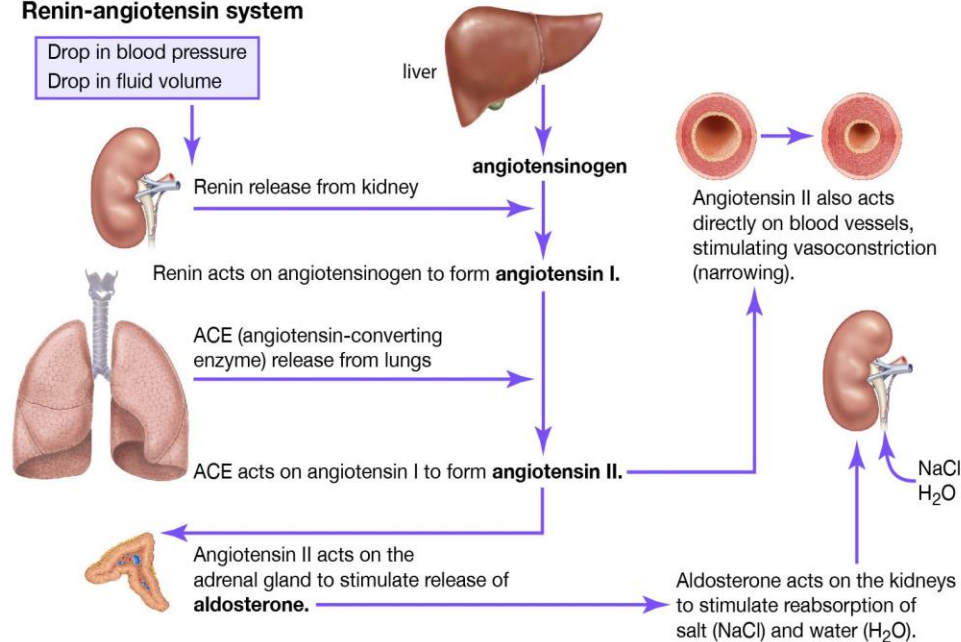 Renin-angiotensin system
Drop in blood pressure
Drop in fluid volume
liver
angiotensinogen
Renin release from kidney
Angiotensin II also acts
directly on blood vessels,
stimulating vasoconstriction
(narrowing).
Renin acts on angiotensinogen to form angiotensin I.
ACE (angiotensin-converting
enzyme) release from lungs
ACE acts on angiotensin I to form angiotensin II.
NaCl
H₂O
Angiotensin II acts on the
adrenal gland to stimulate release of
aldosterone.
Aldosterone acts on the kidneys
to stimulate reabsorption of
salt (NaCl) and water (H₂O).